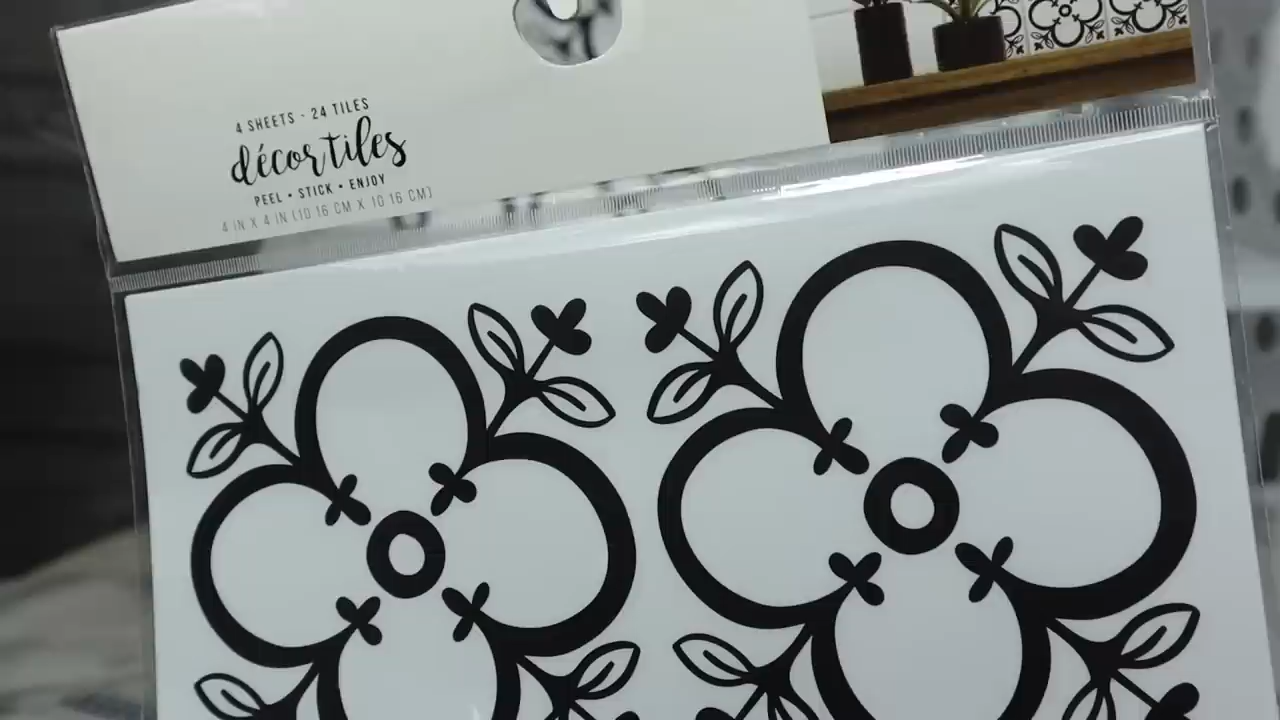 4 SHEETS - 24 TILES
décor tiles
PEEL • STICK • ENJOY
4 IN X 4 IN (10.16 CM X 10.16 CM)